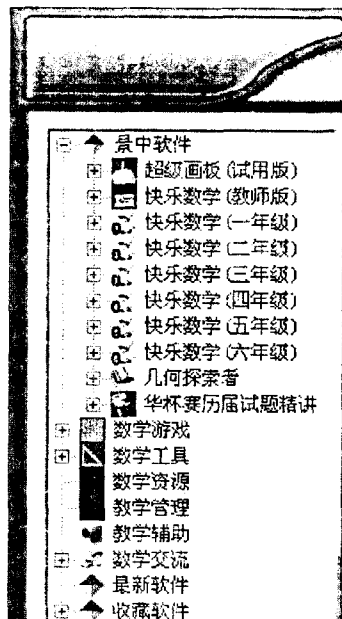 景中软件
超级画板(试用版)
快乐数学(教师版)
快乐数学(一年级)
快乐数学(二年级)
快乐数学(三年级)
快乐数学(四年级)
快乐数学(五年级)
快乐数学(六年级)
几何探索者
华杯赛历届试题精讲
数学游戏
数学工具
数学资源
教学管理
教学辅助
数学交流
最新软件
收藏软件